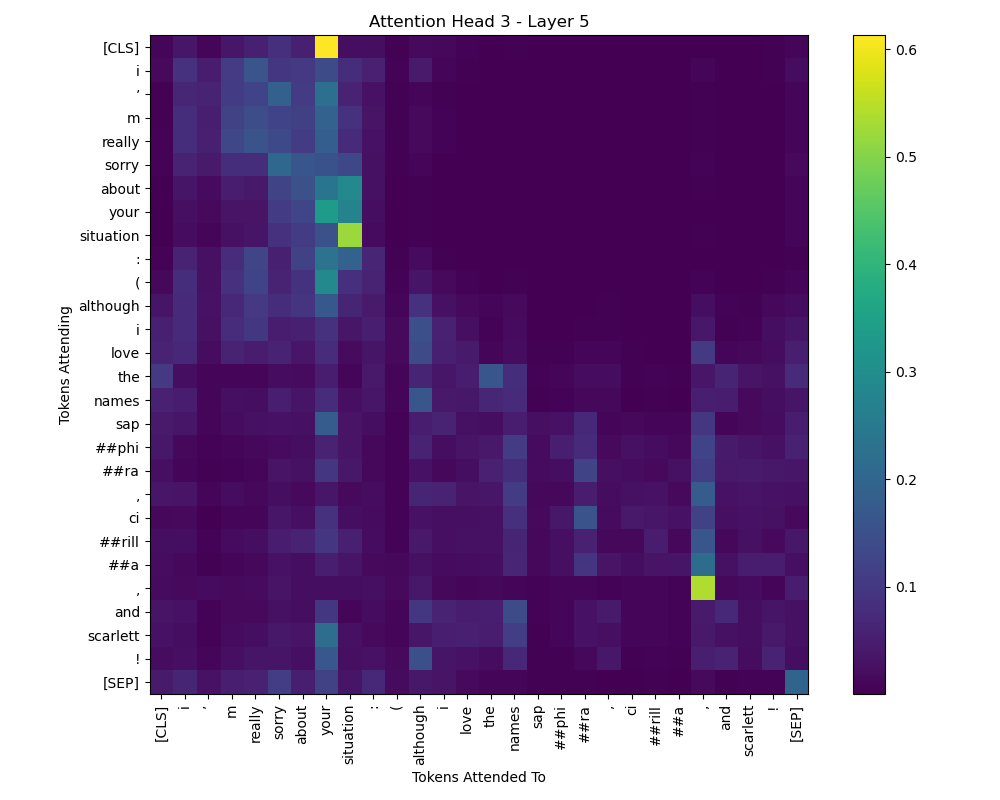 Attention Head 3 - Layer 5
[CLS]
i
’
m
really
sorry
about
your
situation
:
(
although
i
love
the
names
sap
##phi
##ra
,
ci
##rill
##a
,
and
scarlett
!
[SEP]
Tokens Attending
[CLS]
i
’
m
really
sorry
about
your
situation
:
(
although
i
love
the
names
sap
##phi
##ra
,
ci
##rill
##a
,
and
scarlett
!
[SEP]
Tokens Attended To
0.6
0.5
0.4
0.3
0.2
0.1